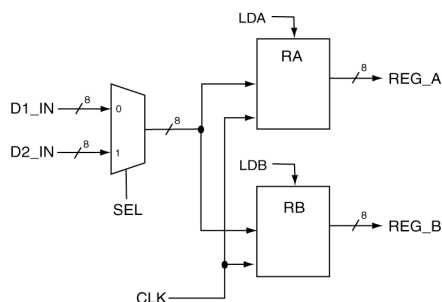 LDA
RA
8
REG_A
D1_IN
8
0
8
D2_IN
8
1
SEL
LDB
RB
8
REG_B
CLK